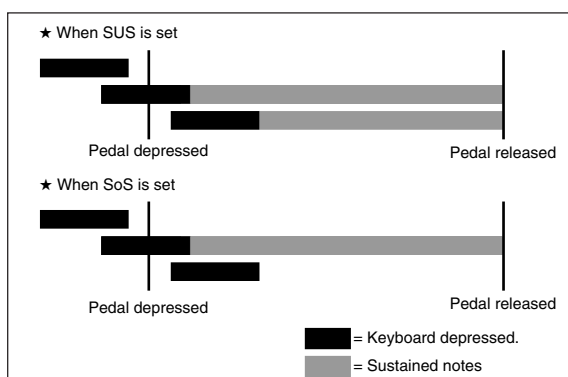 ★ When SUS is set
Pedal depressed
Pedal released
★ When SoS is set
Pedal depressed
Pedal released
= Keyboard depressed.
= Sustained notes